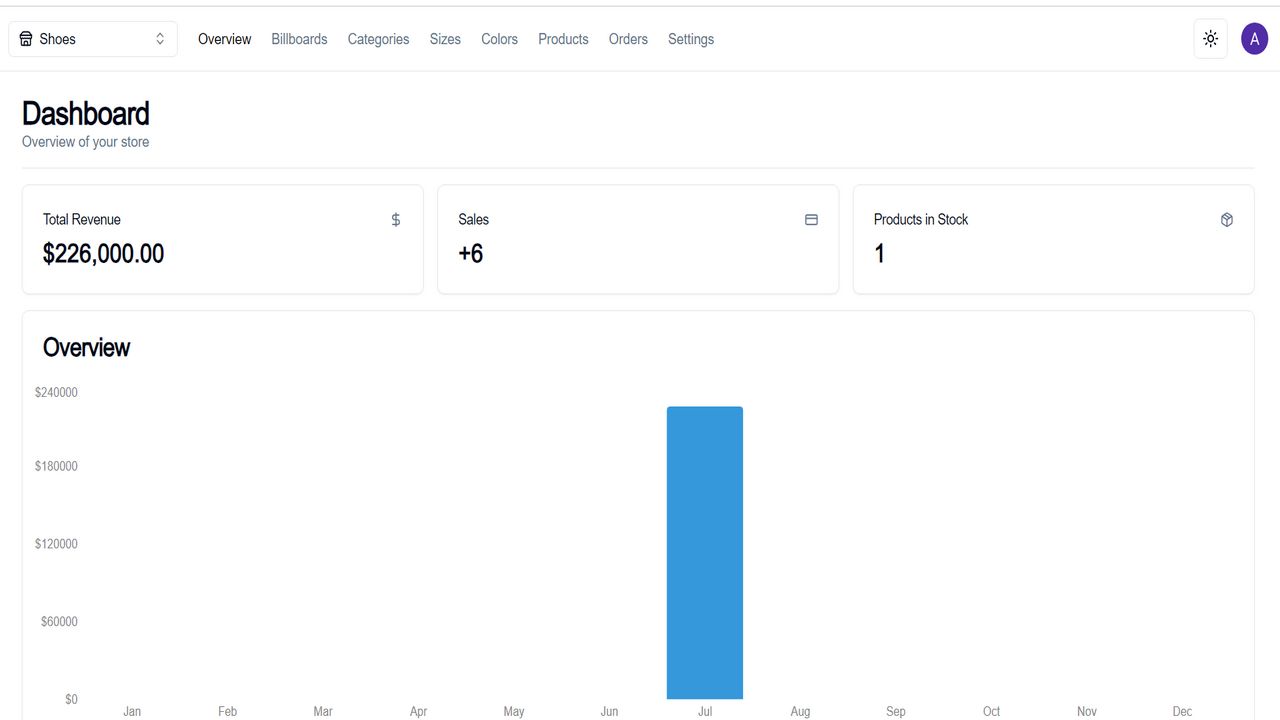 Shoes Overview Billboards Categories Sizes Colors Products Orders Settings A
Dashboard
Overview of your store
Total Revenue $
$226,000.00
Sales
+6
Products in Stock
1
Overview
$240000
$180000
$120000
$60000
$0
Jan Feb Mar Apr May Jun Jul Aug Sep Oct Nov Dec